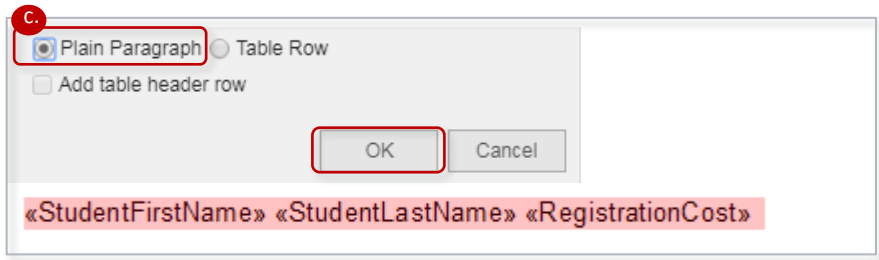 C.
Plain Paragraph Table Row
Add table header row
OK Cancel
«StudentFirstName» «StudentLastName» «RegistrationCost»